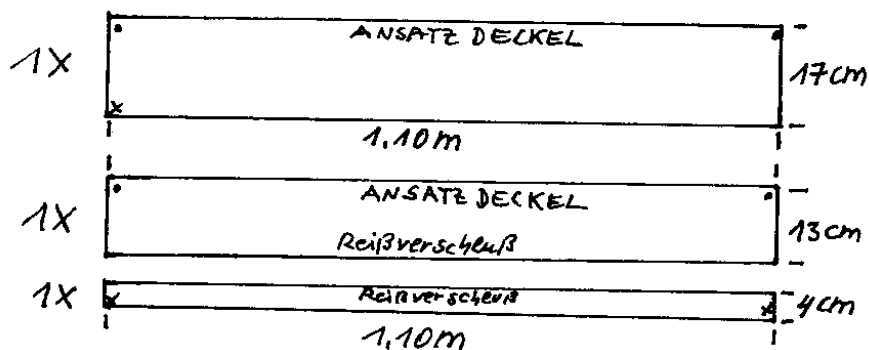 ANSATZ DECKEL
1X
17cm
1,10m
ANSATZ DECKEL
1X
13cm
Reißverschluß
1X
Reißverschluß
4cm
1,10m